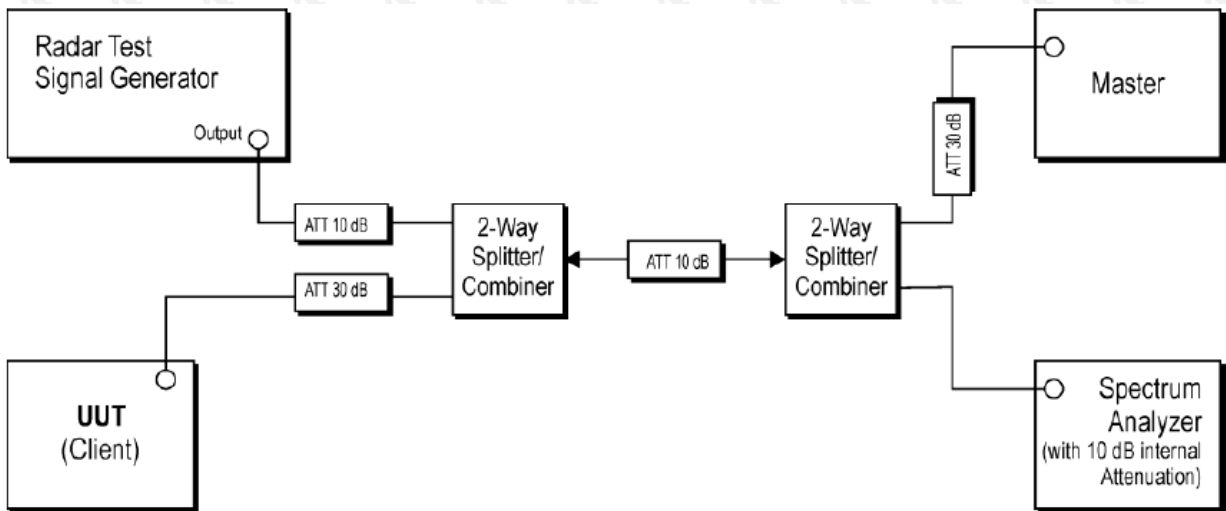 Radar Test
Signal Generator
Output
ATT 10 dB
ATT 30 dB
UUT
(Client)
2-Way
Splitter/
Combiner
ATT 10 dB
2-Way
Splitter/
Combiner
ATT 30 dB
Master
Spectrum
Analyzer
(with 10 dB internal
Attenuation)